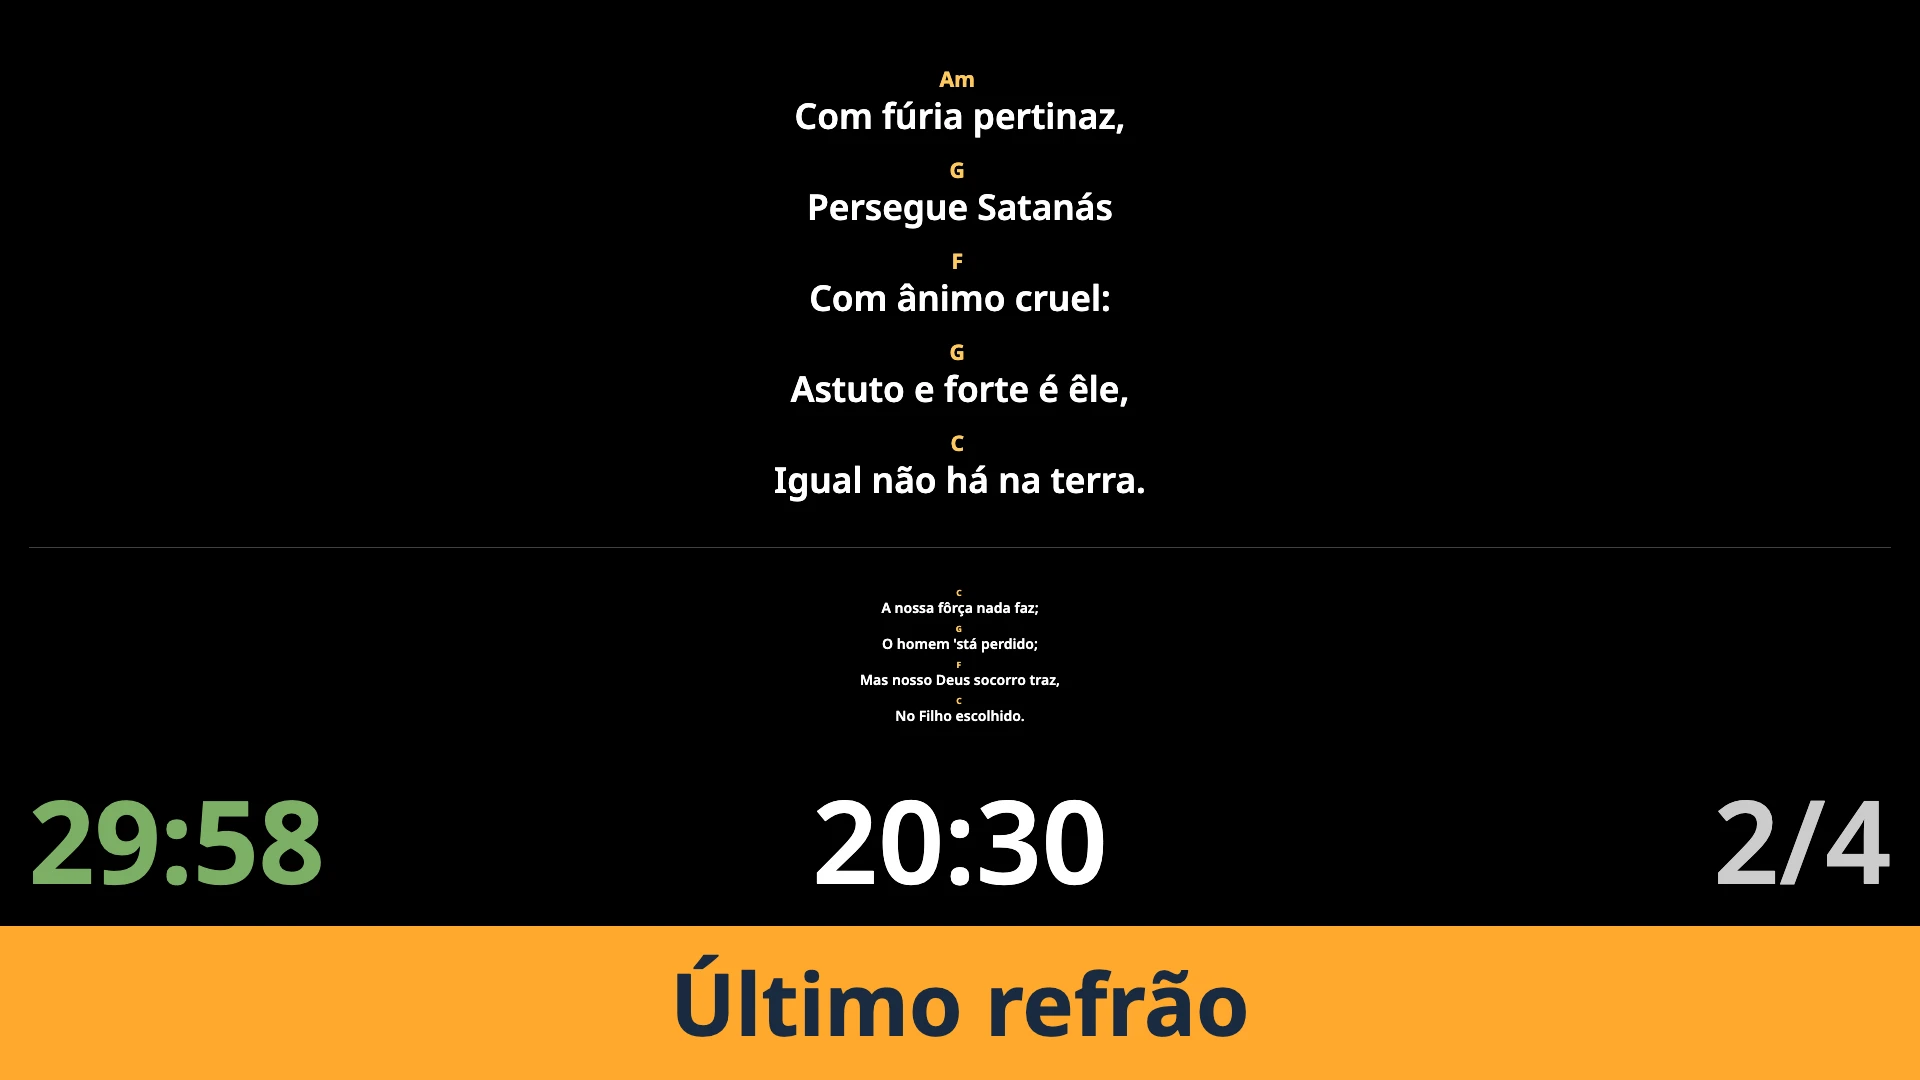 Am
Com fúria pertinaz,
G
Persegue Satanás
F
Com ânimo cruel:
G
Astuto e forte é êle,
C
Igual não há na terra.
C
A nossa fôrça nada faz;
G
O homem 'stá perdido;
F
Mas nosso Deus socorro traz,
C
No Filho escolhido.
29:58
20:30
2/4
Último refrão